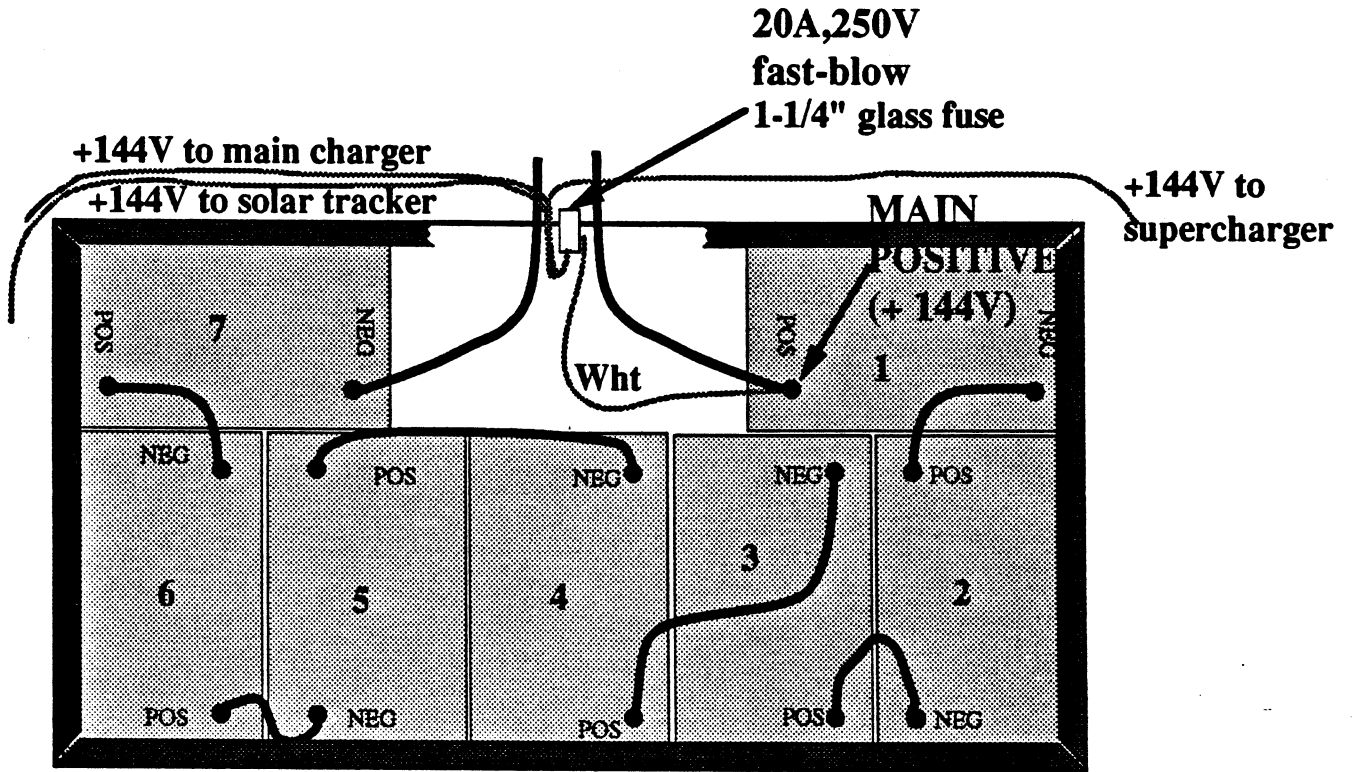 20A,250V
fast-blow
1-1/4" glass fuse
+144V to main charger
+144V to solar tracker
+144V to
supercharger
MAIN
POSITIVE
(+ 144V)
POS
7
NEG
Wht
POS
1
NEG
NEG
POS
NEG
NEG
POS
6
5
4
3
2
POS
NEG
POS
POS
NEG